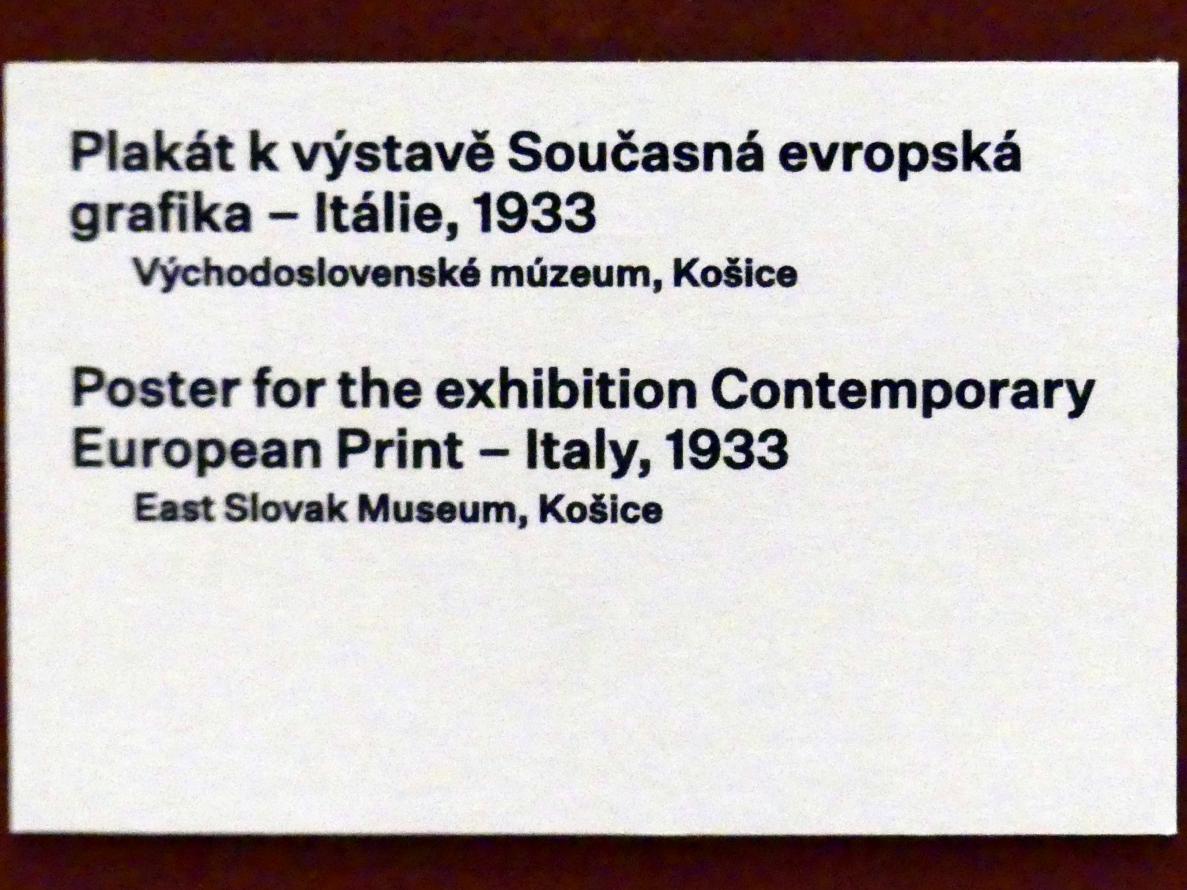 Plakát k výstavě Současná evropská
grafika – Itálie, 1933
Východoslovenské múzeum, Košice
Poster for the exhibition Contemporary
European Print – Italy, 1933
East Slovak Museum, Košice